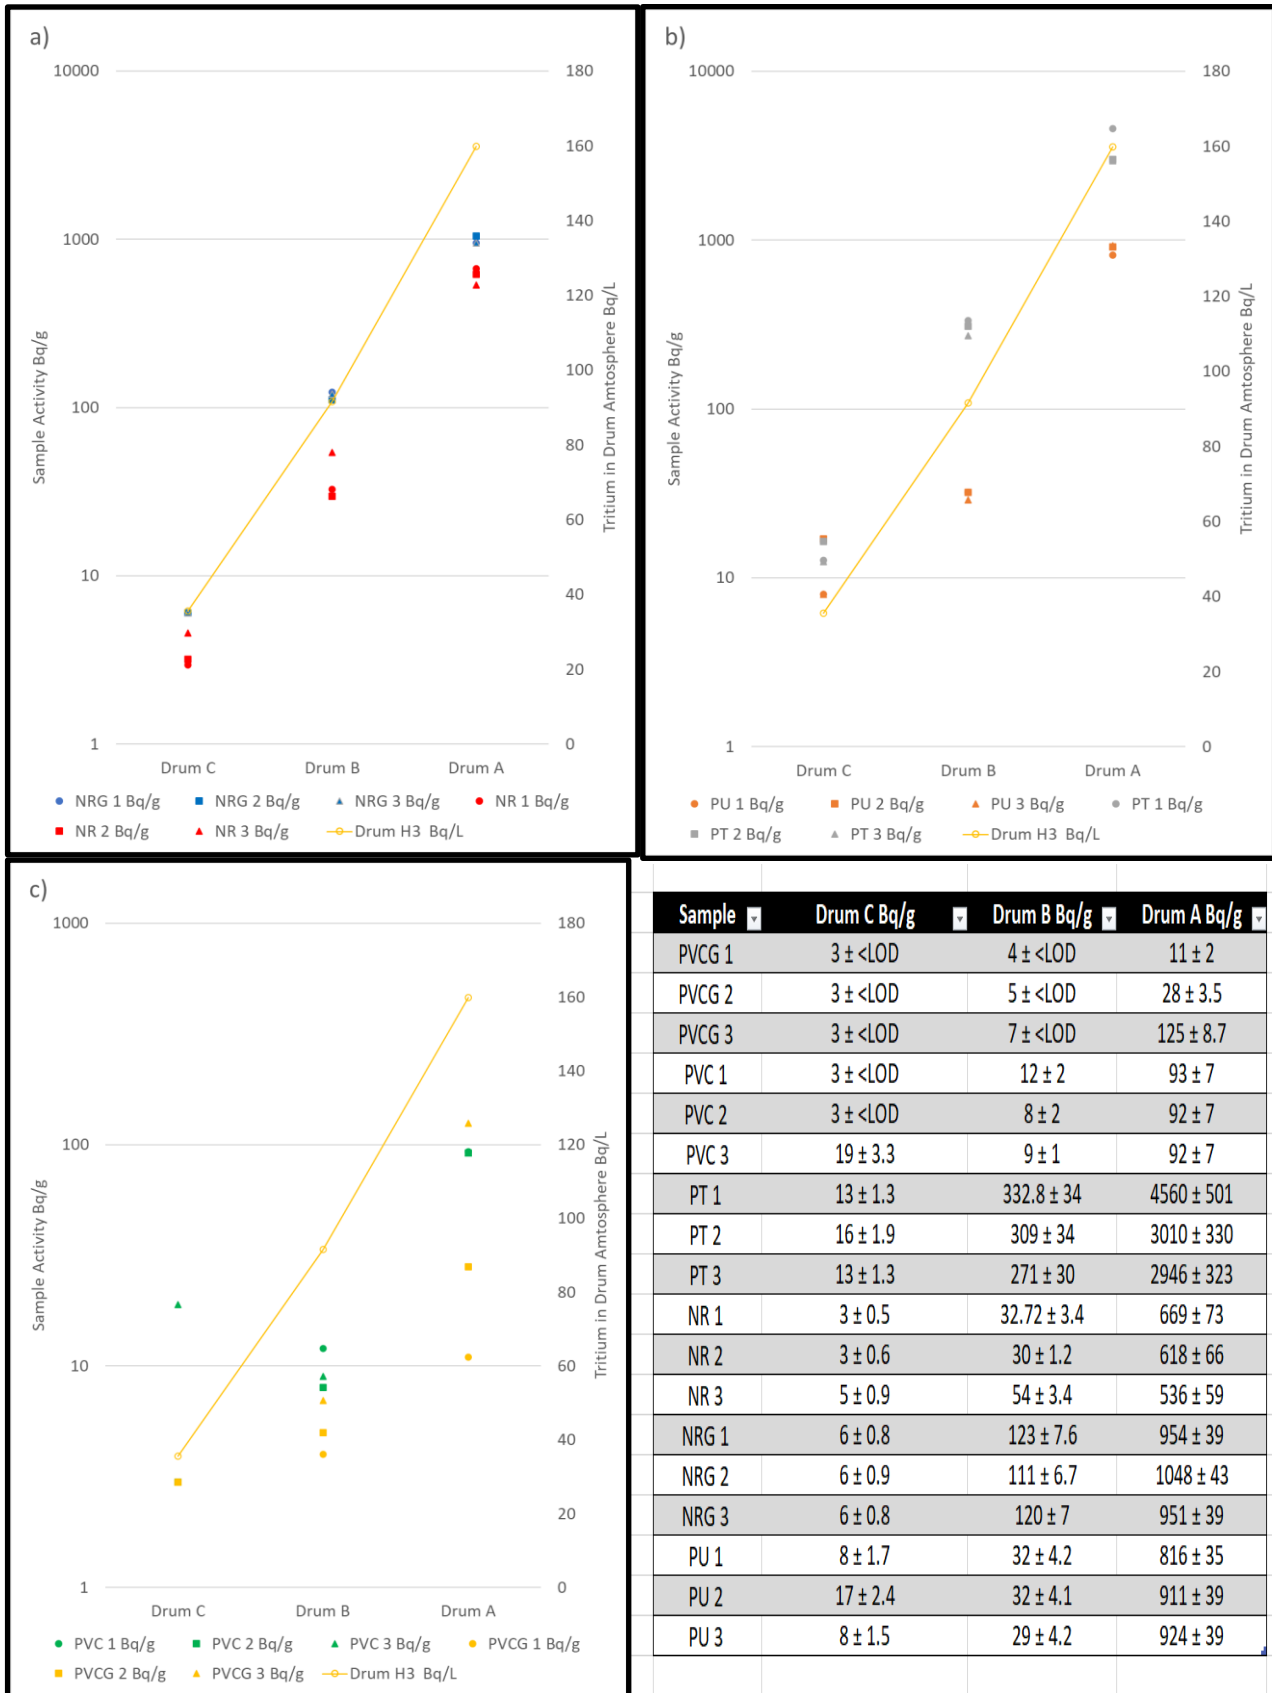 a)
10000
1000
100
10
1
Sample Activity Bq/g
180
160
140
120
100
80
60
40
20
0
Tritium in Drum Amtosphere Bq/L
Drum C Drum B Drum A
NRG 1 Bq/g NRG 2 Bq/g NRG 3 Bq/g NR 1 Bq/g
NR 2 Bq/g NR 3 Bq/g Drum H3 Bq/L
b)
10000
1000
100
10
1
Sample Activity Bq/g
180
160
140
120
100
80
60
40
20
0
Tritium in Drum Amtosphere Bq/L
Drum C Drum B Drum A
PU 1 Bq/g PU 2 Bq/g PU 3 Bq/g PT 1 Bq/g
PT 2 Bq/g PT 3 Bq/g Drum H3 Bq/L
c)
1000
100
10
1
Sample Activity Bq/g
180
160
140
120
100
80
60
40
20
0
Tritium in Drum Amtosphere Bq/L
Drum C Drum B Drum A
PVC 1 Bq/g PVC 2 Bq/g PVC 3 Bq/g PVCG 1 Bq/g
PVCG 2 Bq/g PVCG 3 Bq/g Drum H3 Bq/L
Sample Drum C Bq/g Drum B Bq/g Drum A Bq/g
PVCG 1 3 ± <LOD 4 ± <LOD 11 ± 2
PVCG 2 3 ± <LOD 5 ± <LOD 28 ± 3.5
PVCG 3 3 ± <LOD 7 ± <LOD 125 ± 8.7
PVC 1 3 ± <LOD 12 ± 2 93 ± 7
PVC 2 3 ± <LOD 8 ± 2 92 ± 7
PVC 3 19 ± 3.3 9 ± 1 92 ± 7
PT 1 13 ± 1.3 332.8 ± 34 4560 ± 501
PT 2 16 ± 1.9 309 ± 34 3010 ± 330
PT 3 13 ± 1.3 271 ± 30 2946 ± 323
NR 1 3 ± 0.5 32.72 ± 3.4 669 ± 73
NR 2 3 ± 0.6 30 ± 1.2 618 ± 66
NR 3 5 ± 0.9 54 ± 3.4 536 ± 59
NRG 1 6 ± 0.8 123 ± 7.6 954 ± 39
NRG 2 6 ± 0.9 111 ± 6.7 1048 ± 43
NRG 3 6 ± 0.8 120 ± 7 951 ± 39
PU 1 8 ± 1.7 32 ± 4.2 816 ± 35
PU 2 17 ± 2.4 32 ± 4.1 911 ± 39
PU 3 8 ± 1.5 29 ± 4.2 924 ± 39